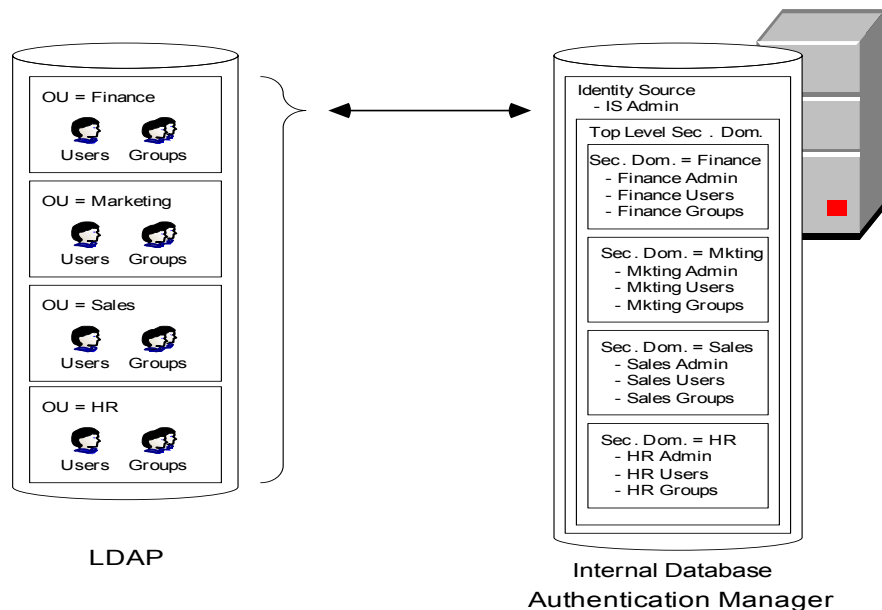 OU = Finance
Users Groups
OU = Marketing
Users Groups
OU = Sales
Users Groups
OU = HR
Users Groups
LDAP
Identity Source
- IS Admin
Top Level Sec . Dom.
Sec. Dom. = Finance
- Finance Admin
- Finance Users
- Finance Groups
Sec. Dom. = Mkting
- Mkting Admin
- Mkting Users
- Mkting Groups
Sec. Dom. = Sales
- Sales Admin
- Sales Users
- Sales Groups
Sec. Dom. = HR
- HR Admin
- HR Users
- HR Groups
Internal Database
Authentication Manager